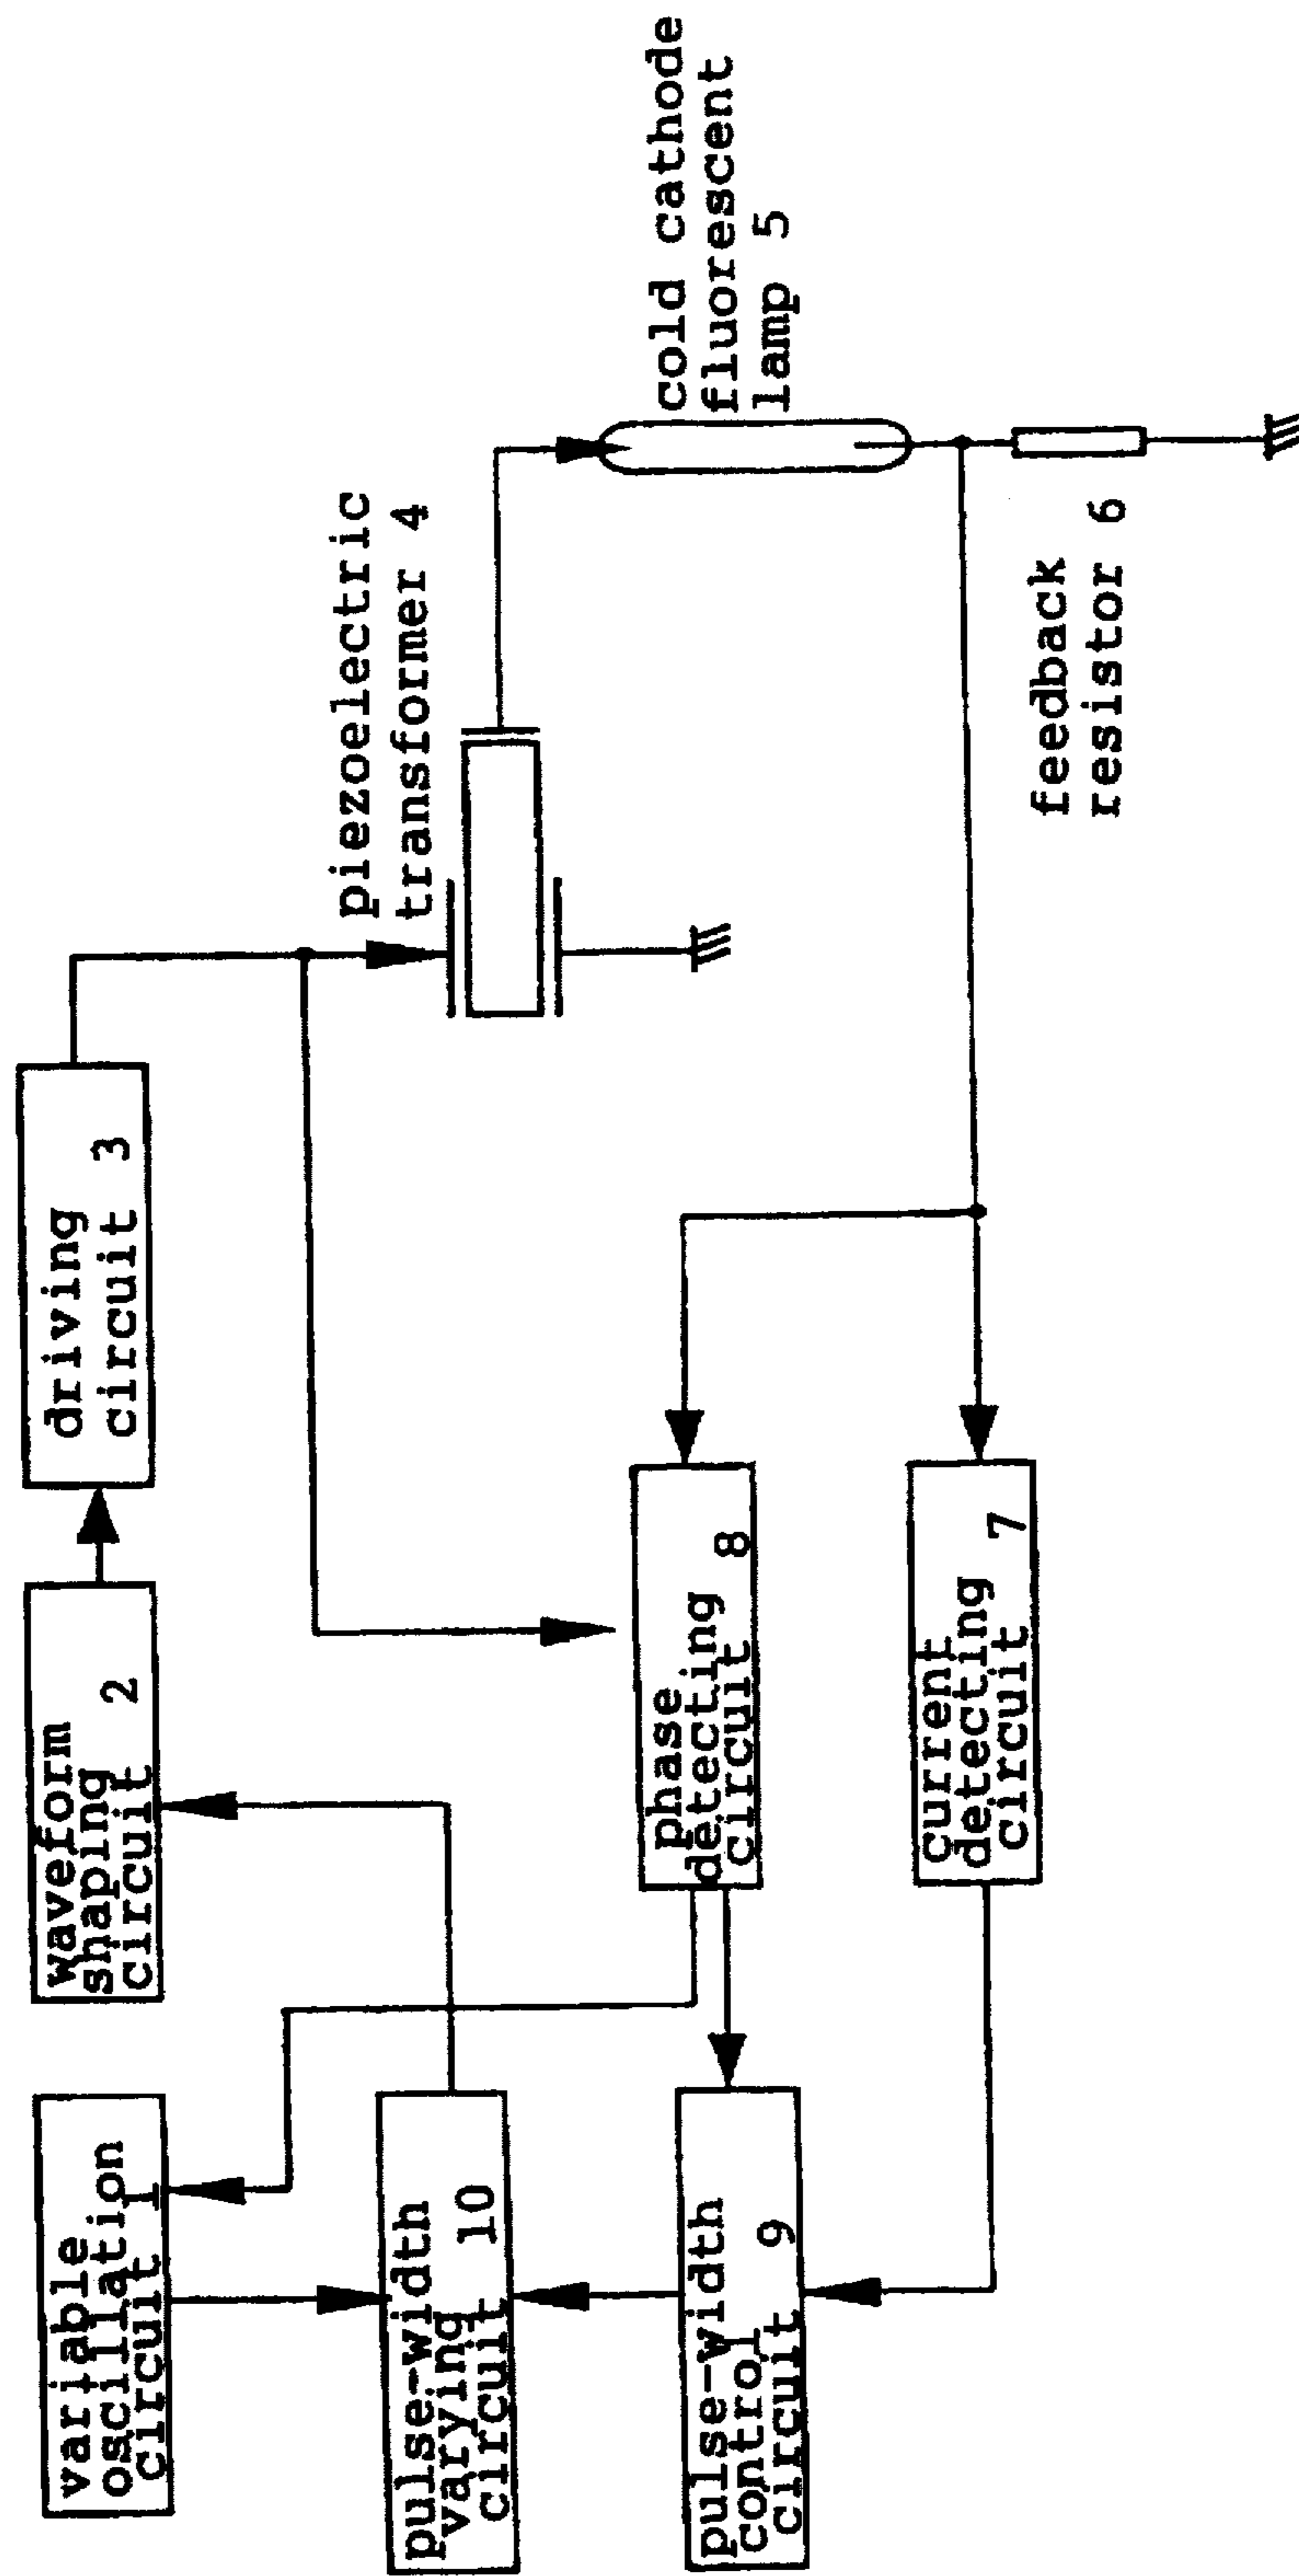 variable
oscillation
circuit 1
waveform
shaping
circuit 2
driving
circuit 3
piezoelectric
transformer 4
cold cathode
fluorescent
lamp 5
feedback
resistor 6
pulse-width
varying
circuit 10
phase
detecting
circuit 8
pulse-width
control
circuit 9
current
detecting
circuit 7